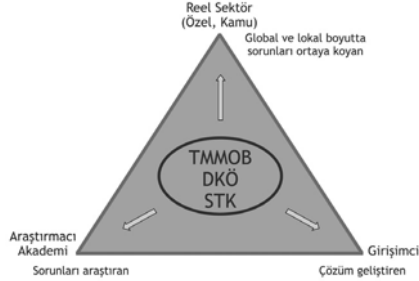 Reel Sektör
(Özel, Kamu)
Global ve lokal boyutta
sorunları ortaya koyan
TMMOB
DKÖ
STK
Araştırmacı
Akademi
Sorunları araştıran
Girişimci
Çözüm geliştiren